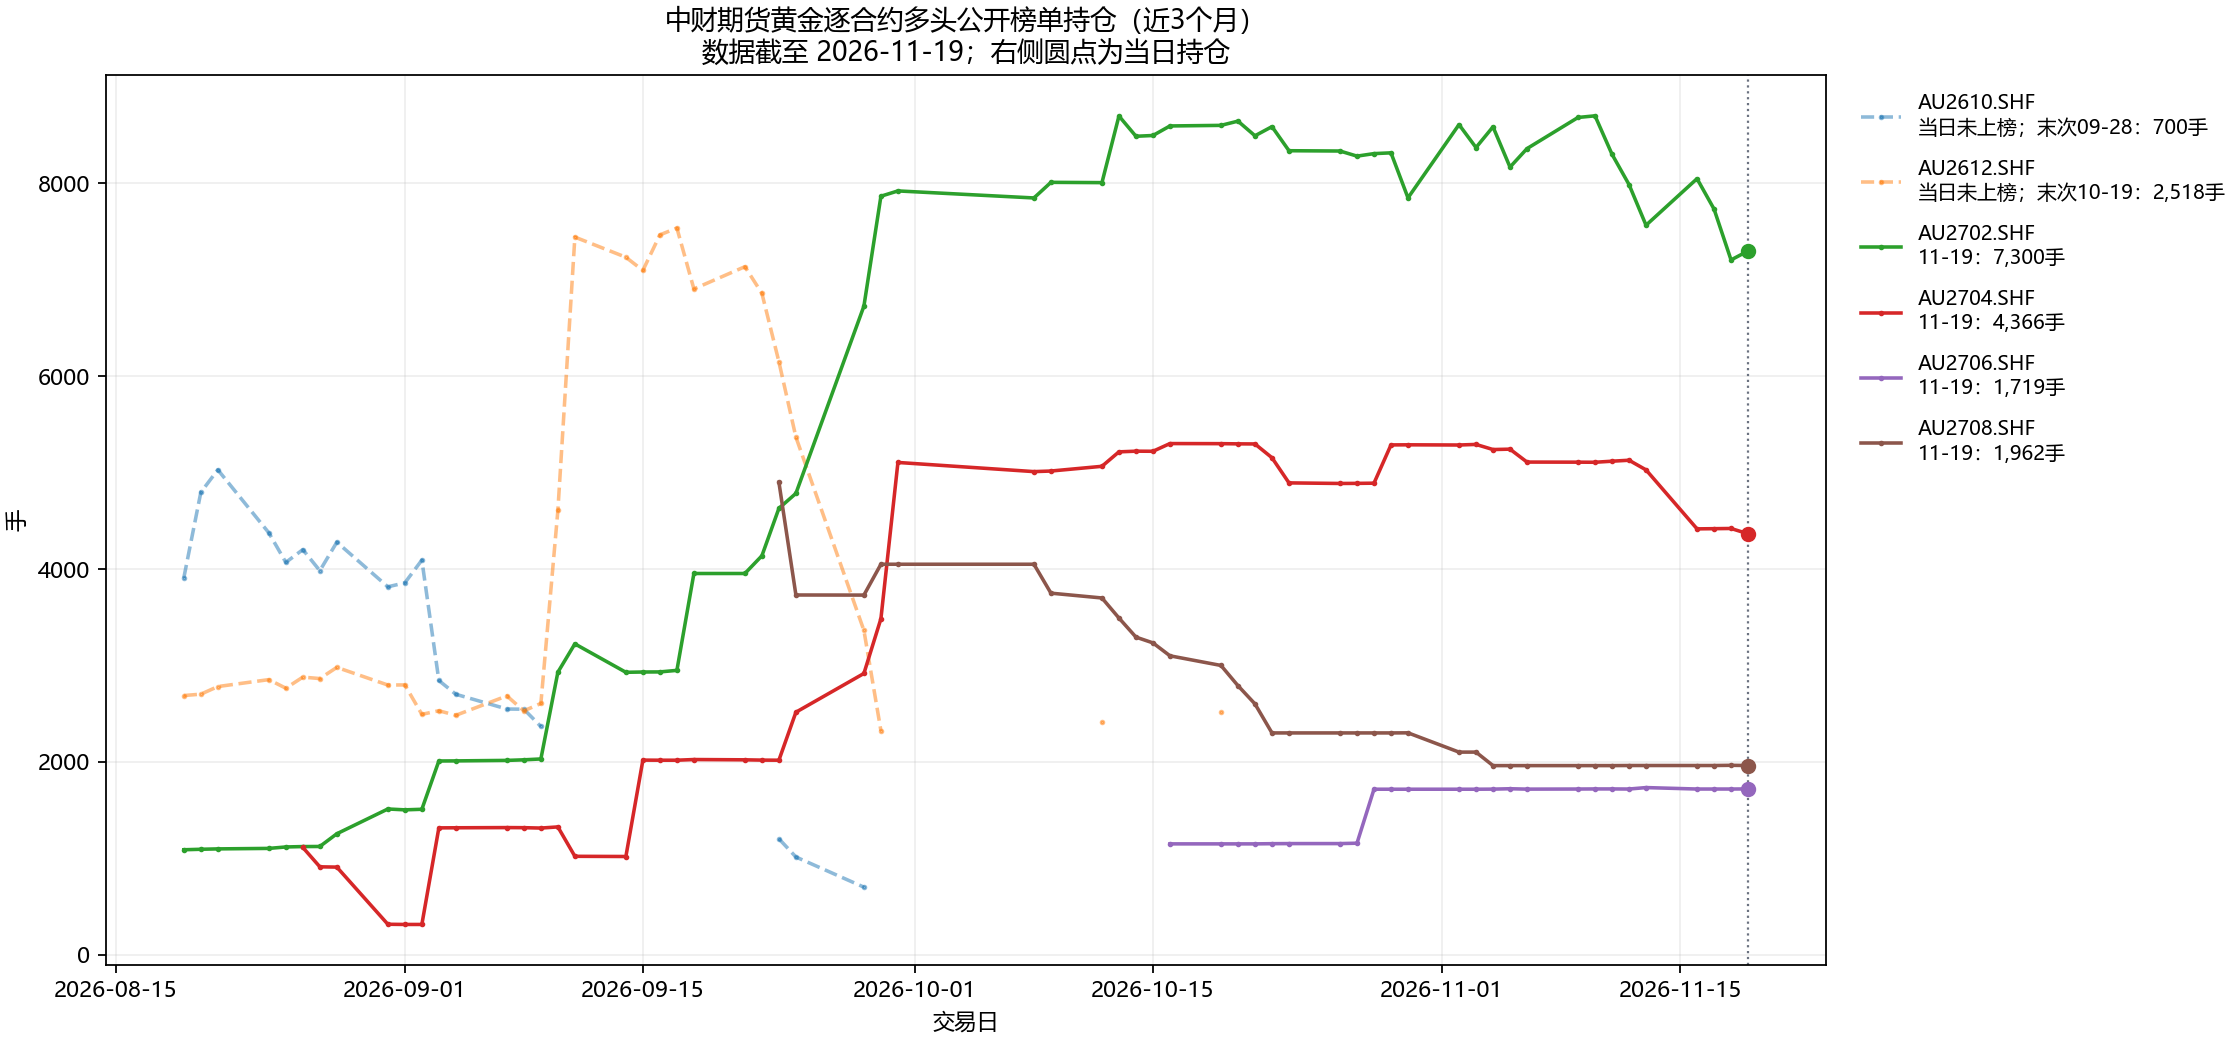 中财期货黄金逐合约多头公开榜单持仓（近3个月）
数据截至 2026-11-19；右侧圆点为当日持仓
手
8000
6000
4000
2000
0
2026-08-15
2026-09-01
2026-09-15
2026-10-01
2026-10-15
2026-11-01
2026-11-15
交易日
AU2610.SHF
当日未上榜；末次09-28：700手
AU2612.SHF
当日未上榜；末次10-19：2,518手
AU2702.SHF
11-19：7,300手
AU2704.SHF
11-19：4,366手
AU2706.SHF
11-19：1,719手
AU2708.SHF
11-19：1,962手